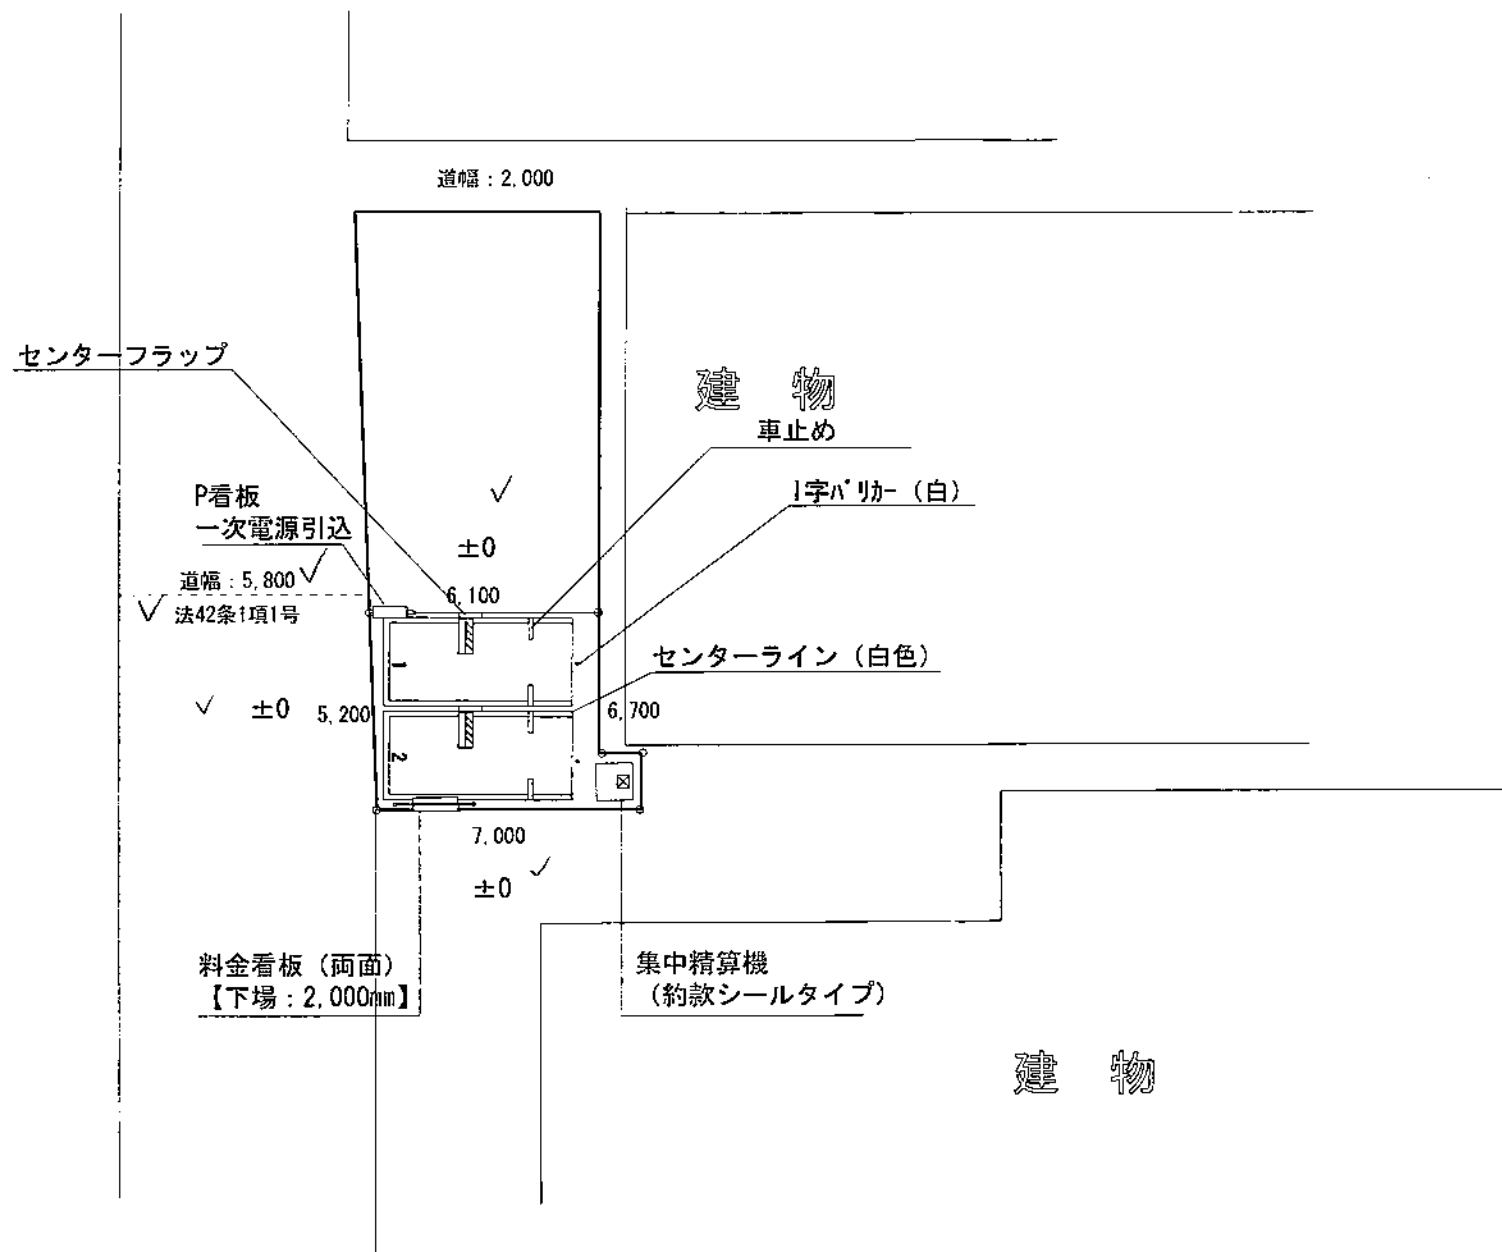 道幅：2,000
センターフラップ
建 物
車止め
P看板
一次電源引込
1字ﾊﾞﾘｶｰ（白）
±0
道幅：5,800
法42条1項1号
6,100
1
センターライン（白色）
±0
5,200
6,700
2
7,000
±0
料金看板（両面）
【下場：2,000mm】
集中精算機
（約款シールタイプ）
建 物